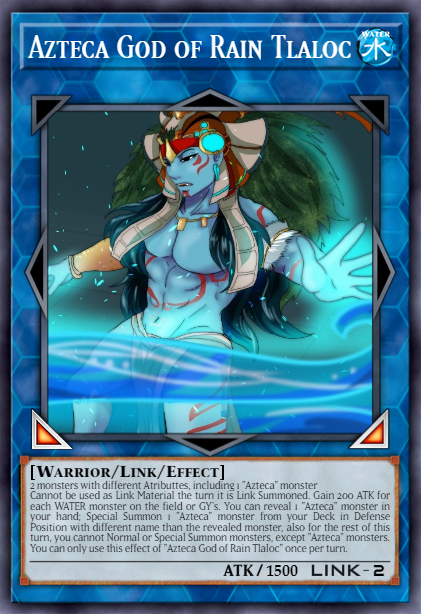 Azteca God of Rain Tlaloc
WATER
水
[Warrior/Link/Effect]
2 monsters with different Atributtes, including 1 "Azteca" monster
Cannot be used as Link Material the turn it is Link Summoned. Gain 200 ATK for
each WATER monster on the field or GY's. You can reveal 1 "Azteca" monster in
your hand; Special Summon 1 "Azteca" monster from your Deck in Defense
Position with different name than the revealed monster, also for the rest of this
turn, you cannot Normal or Special Summon monsters, except "Azteca" monsters.
You can only use this effect of "Azteca God of Rain Tlaloc" once per turn.
ATK/1500 LINK-2